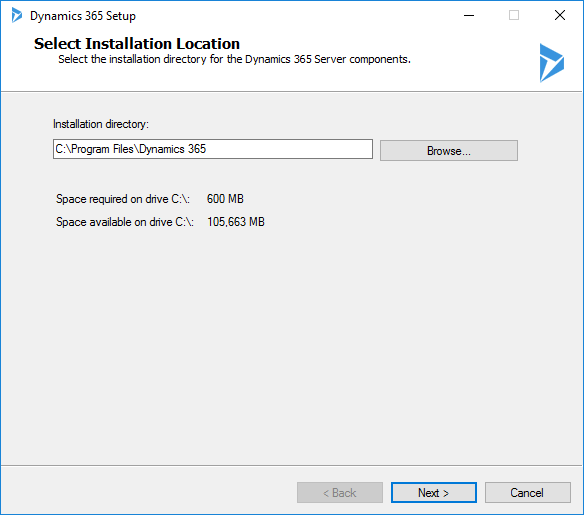 Dynamics 365 Setup
Select Installation Location
Select the installation directory for the Dynamics 365 Server components.
Installation directory:
C:\Program Files\Dynamics 365
Browse...
Space required on drive C:\: 600 MB
Space available on drive C:\: 105,663 MB
< Back
Next >
Cancel